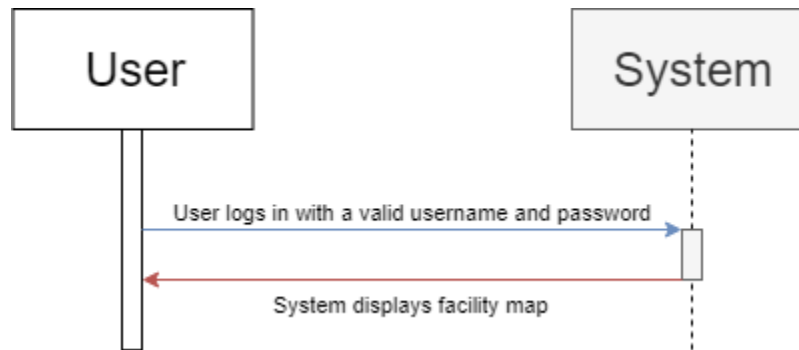 User
System
User logs in with a valid username and password
System displays facility map